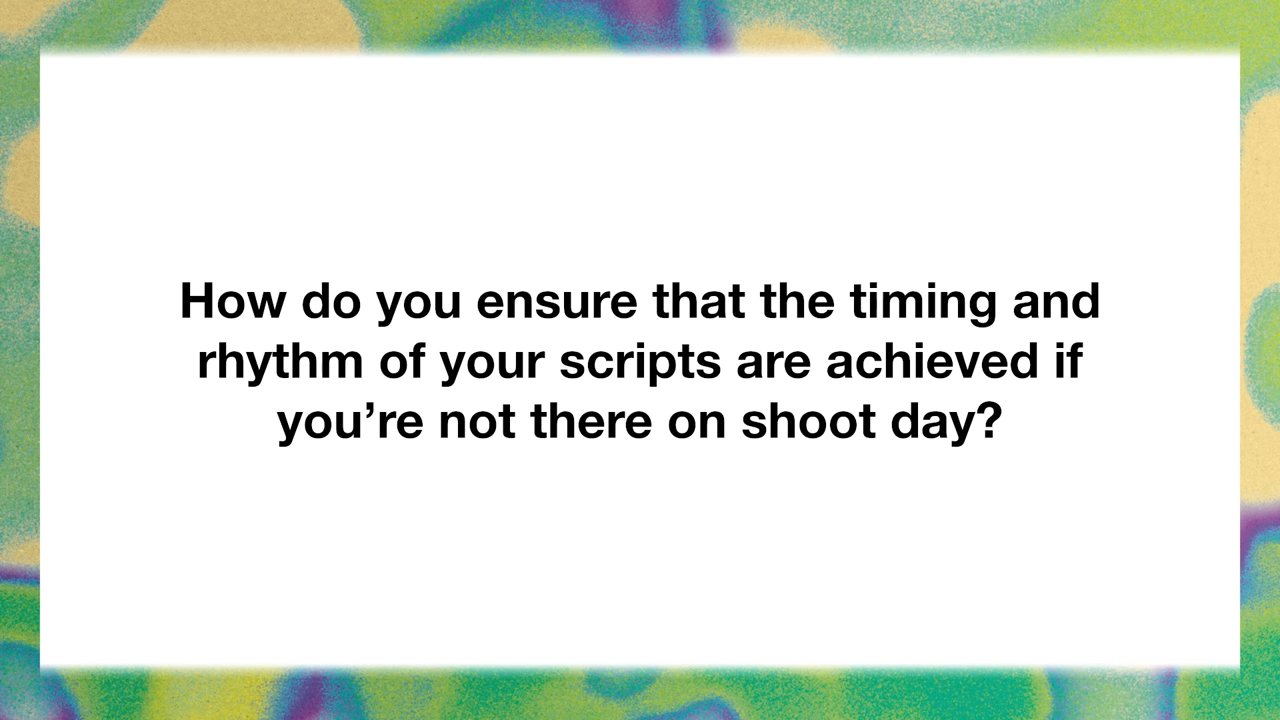 How do you ensure that the timing and
rhythm of your scripts are achieved if
you’re not there on shoot day?